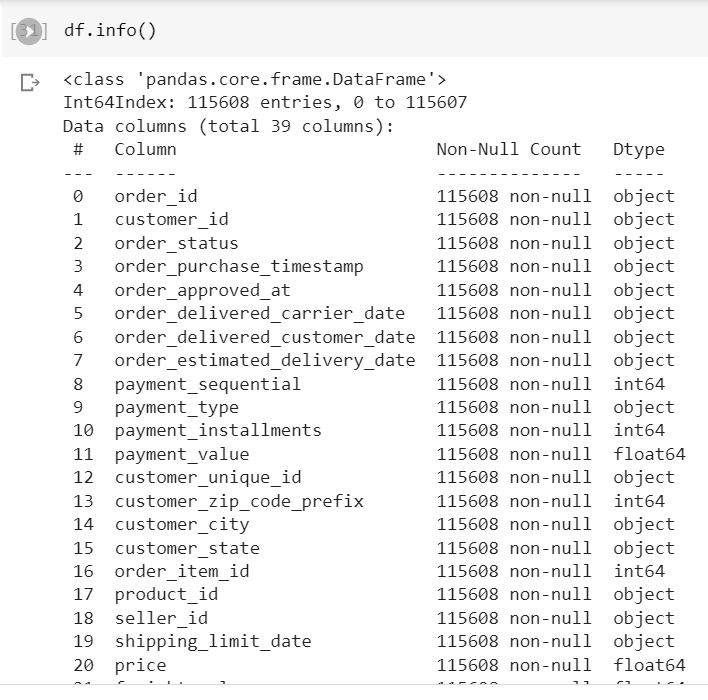 [31] df.info()
<class 'pandas.core.frame.DataFrame'>
Int64Index: 115608 entries, 0 to 115607
Data columns (total 39 columns):
 #   Column                         Non-Null Count   Dtype
---  ------                         --------------   -----
 0   order_id                       115608 non-null  object
 1   customer_id                    115608 non-null  object
 2   order_status                   115608 non-null  object
 3   order_purchase_timestamp       115608 non-null  object
 4   order_approved_at              115608 non-null  object
 5   order_delivered_carrier_date   115608 non-null  object
 6   order_delivered_customer_date  115608 non-null  object
 7   order_estimated_delivery_date  115608 non-null  object
 8   payment_sequential             115608 non-null  int64
 9   payment_type                   115608 non-null  object
 10  payment_installments           115608 non-null  int64
 11  payment_value                  115608 non-null  float64
 12  customer_unique_id             115608 non-null  object
 13  customer_zip_code_prefix       115608 non-null  int64
 14  customer_city                  115608 non-null  object
 15  customer_state                 115608 non-null  object
 16  order_item_id                  115608 non-null  int64
 17  product_id                     115608 non-null  object
 18  seller_id                      115608 non-null  object
 19  shipping_limit_date            115608 non-null  object
 20  price                          115608 non-null  float64